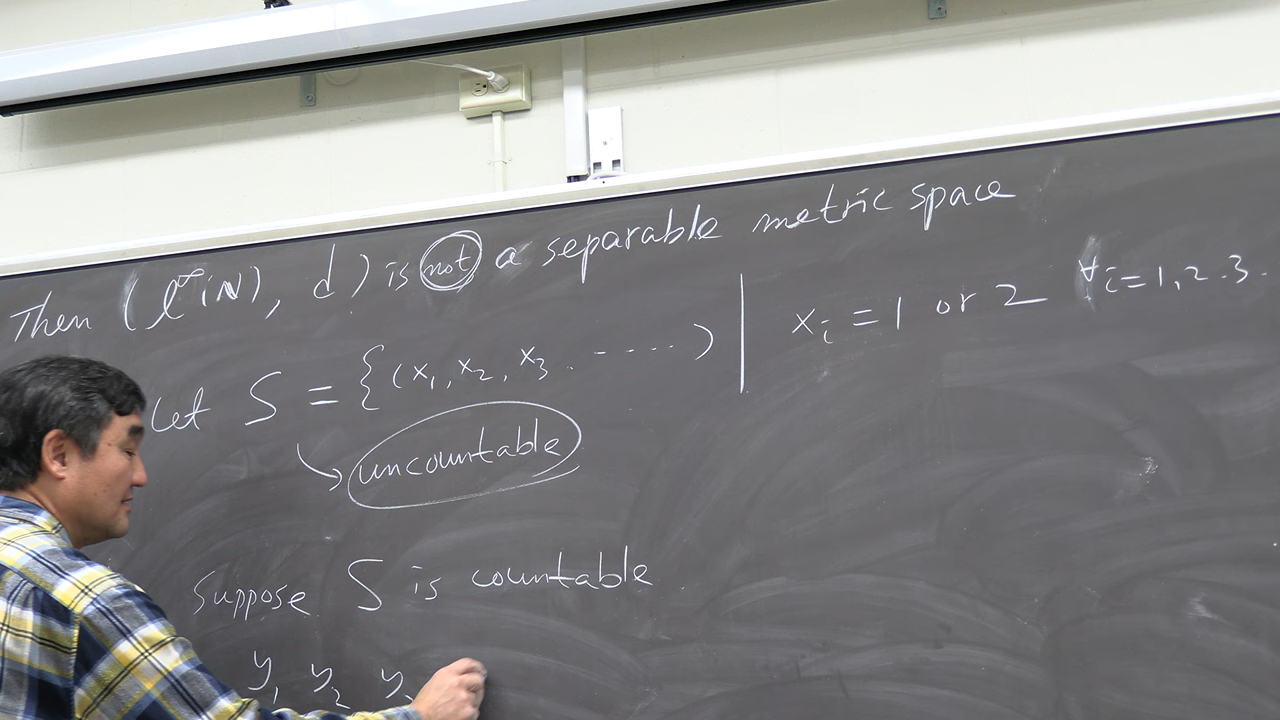 Then (ℓ^∞(N), d) is not a separable metric space
Let S = {(x₁, x₂, x₃, .....) | xᵢ = 1 or 2 ∀i=1,2.3.
uncountable
Suppose S is countable
y₁ y₂ y